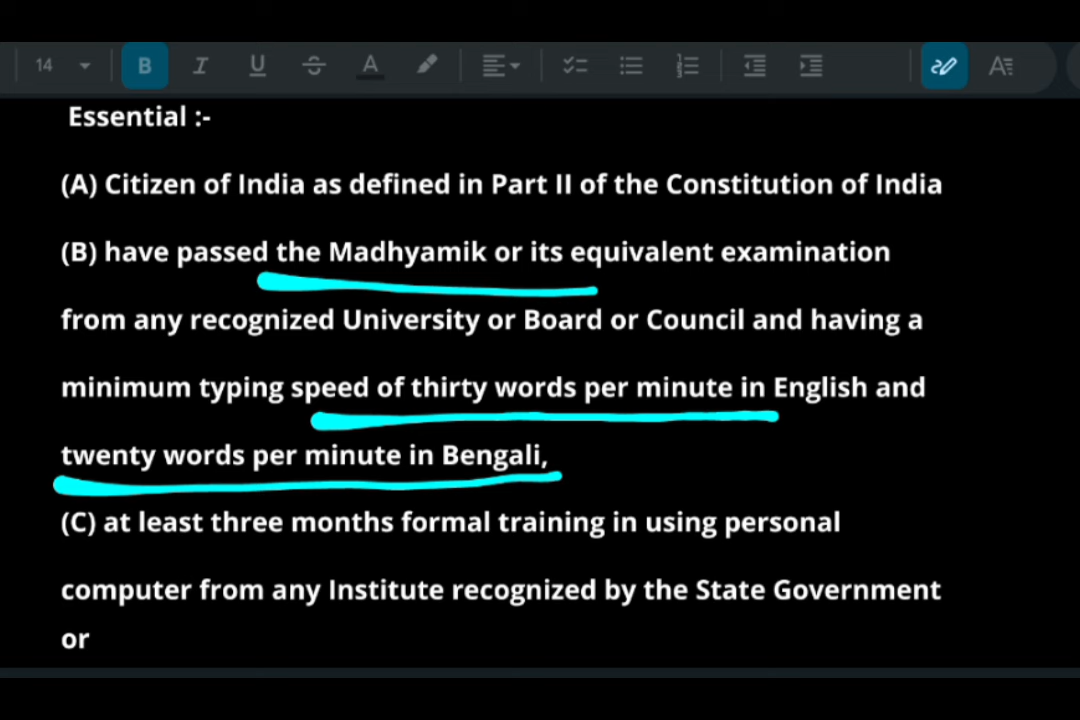 14 B I U S A
Essential :-
(A) Citizen of India as defined in Part II of the Constitution of India
(B) have passed the Madhyamik or its equivalent examination
from any recognized University or Board or Council and having a
minimum typing speed of thirty words per minute in English and
twenty words per minute in Bengali,
(C) at least three months formal training in using personal
computer from any Institute recognized by the State Government
or